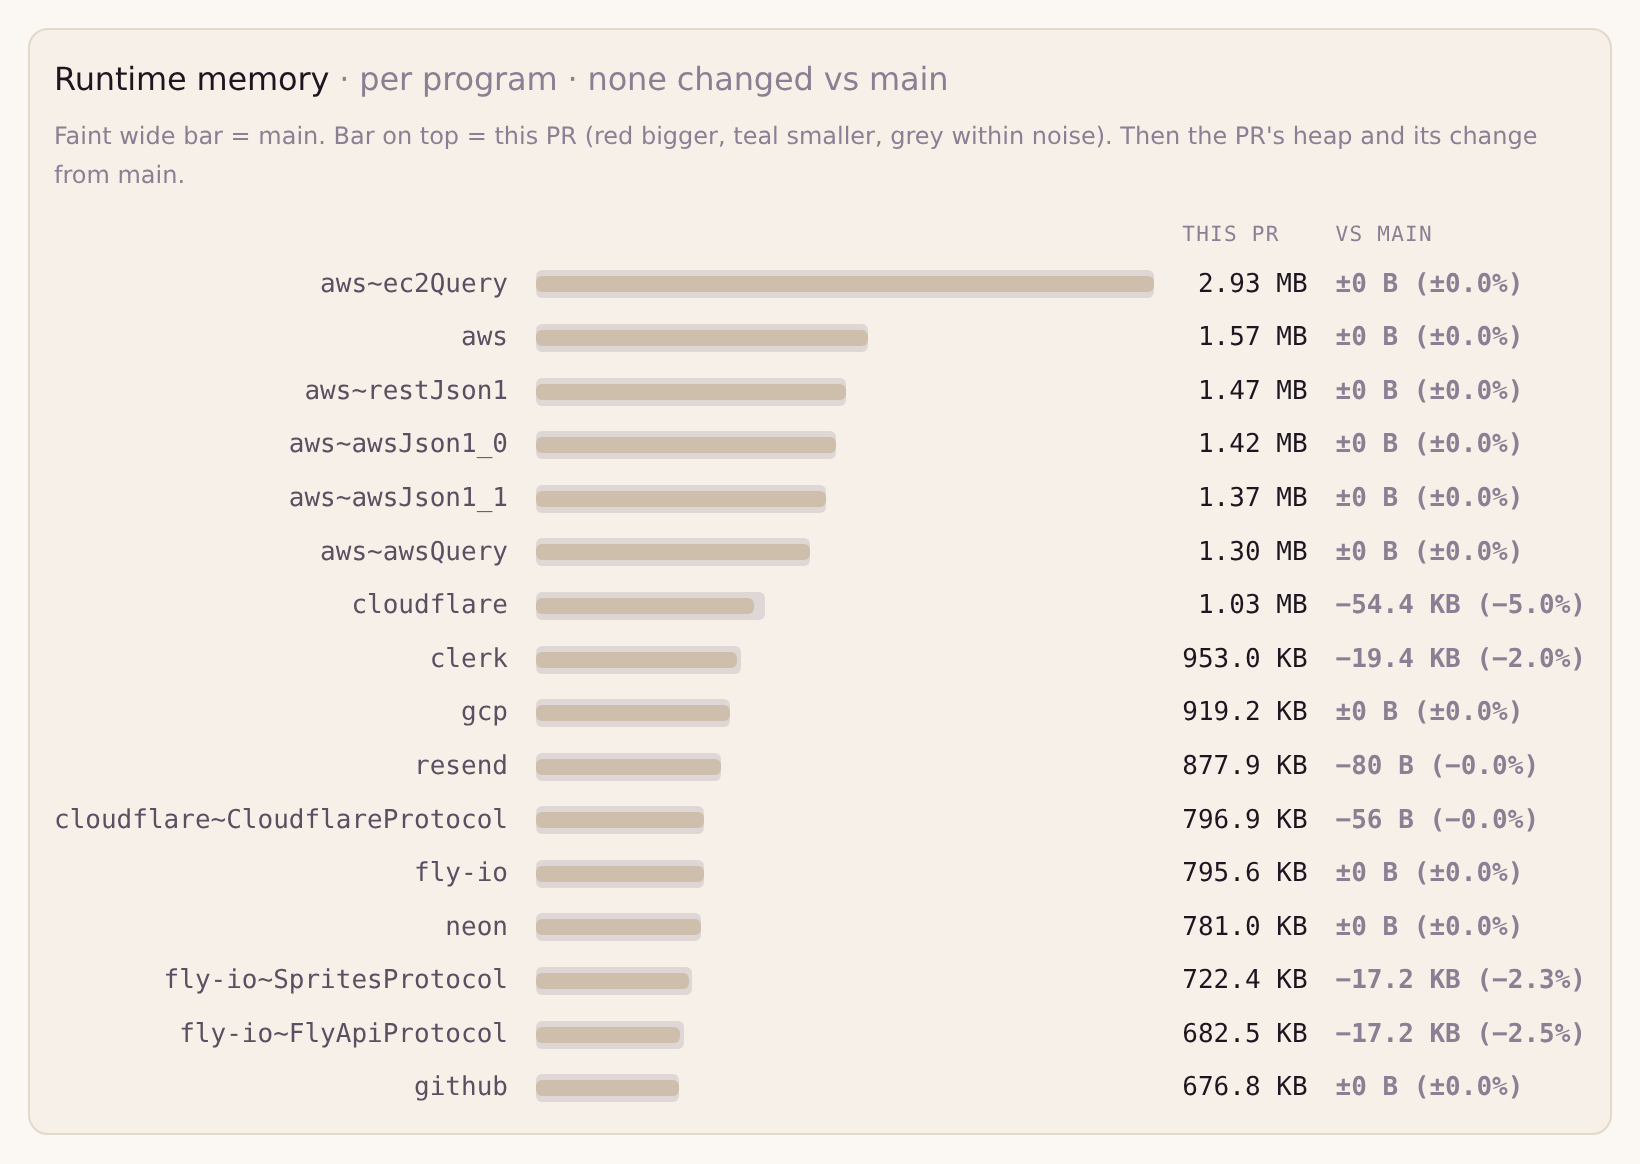 Runtime memory · per program · none changed vs main
Faint wide bar = main. Bar on top = this PR (red bigger, teal smaller, grey within noise). Then the PR's heap and its change
from main.
THIS PR VS MAIN
aws~ec2Query 2.93 MB ±0 B (±0.0%)
aws 1.57 MB ±0 B (±0.0%)
aws~restJson1 1.47 MB ±0 B (±0.0%)
aws~awsJson1_0 1.42 MB ±0 B (±0.0%)
aws~awsJson1_1 1.37 MB ±0 B (±0.0%)
aws~awsQuery 1.30 MB ±0 B (±0.0%)
cloudflare 1.03 MB −54.4 KB (−5.0%)
clerk 953.0 KB −19.4 KB (−2.0%)
gcp 919.2 KB ±0 B (±0.0%)
resend 877.9 KB −80 B (−0.0%)
cloudflare~CloudflareProtocol 796.9 KB −56 B (−0.0%)
fly-io 795.6 KB ±0 B (±0.0%)
neon 781.0 KB ±0 B (±0.0%)
fly-io~SpritesProtocol 722.4 KB −17.2 KB (−2.3%)
fly-io~FlyApiProtocol 682.5 KB −17.2 KB (−2.5%)
github 676.8 KB ±0 B (±0.0%)